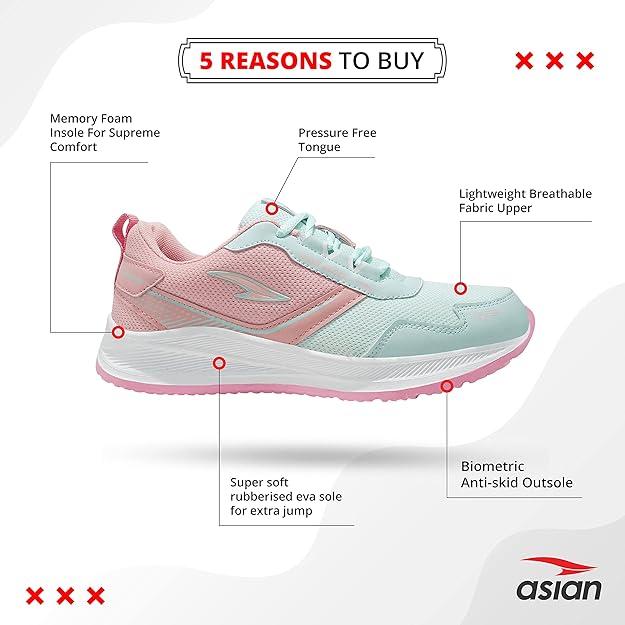 5 REASONS TO BUY
Memory Foam
Insole For Supreme
Comfort
Pressure Free
Tongue
Lightweight Breathable
Fabric Upper
Super soft
rubberised eva sole
for extra jump
Biometric
Anti-skid Outsole
asian